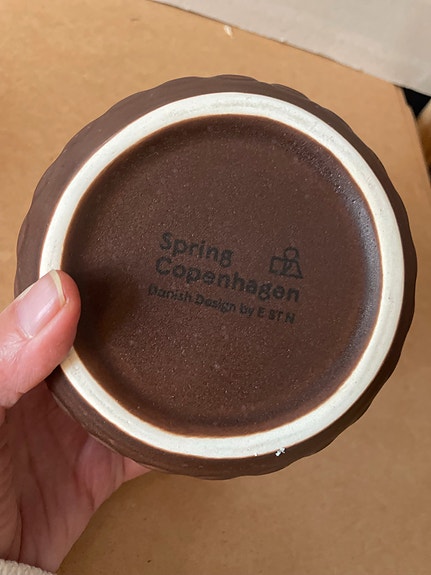 Spring
Copenhagen
Danish Design by E ST N